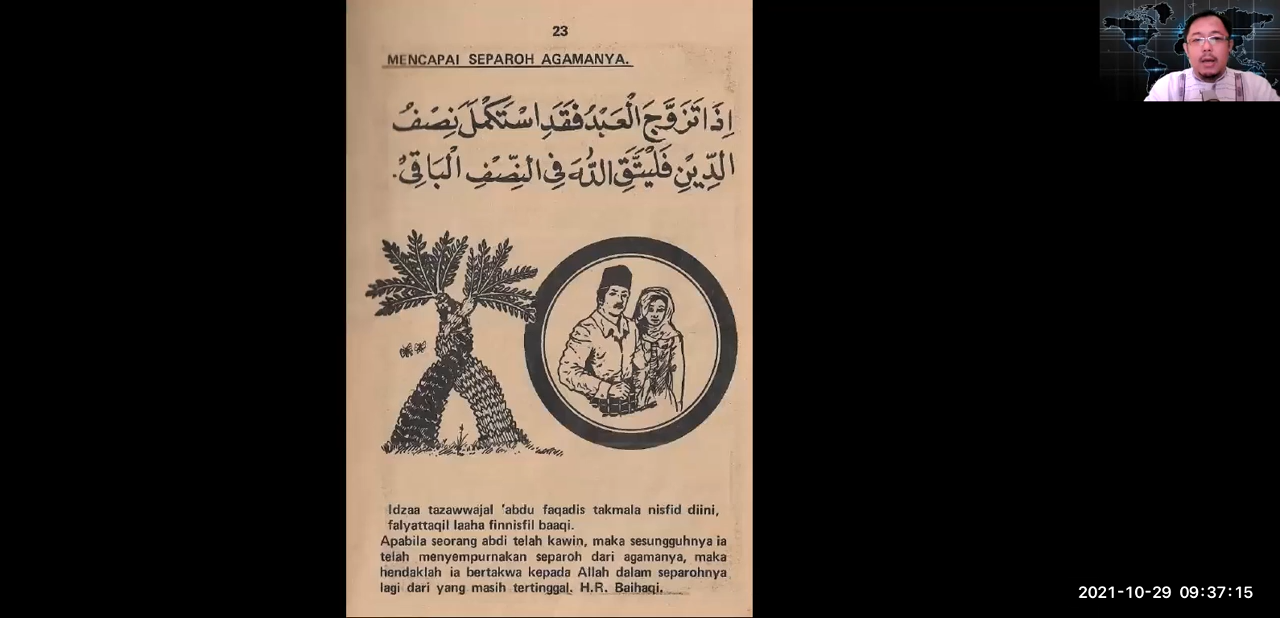 23
MENCAPAI SEPAROH AGAMANYA.
اِذَا تَزَوَّجَ الْعَبْدُ فَقَدِ اسْتَكْمَلَ نِصْفُ
الدِّيْنِ فَلْيَتَّقِ اللّٰهَ فِى النِّصْفِ الْبَاقِىْ.
Idzaa tazawwajal 'abdu faqadis takmala nisfid diini,
falyattaqil laaha finnisfil baaqi.
Apabila seorang abdi telah kawin, maka sesungguhnya ia
telah menyempurnakan separoh dari agamanya, maka
hendaklah ia bertakwa kepada Allah dalam separohnya
lagi dari yang masih tertinggal. H.R. Baihaqi.
2021-10-29 09:37:15